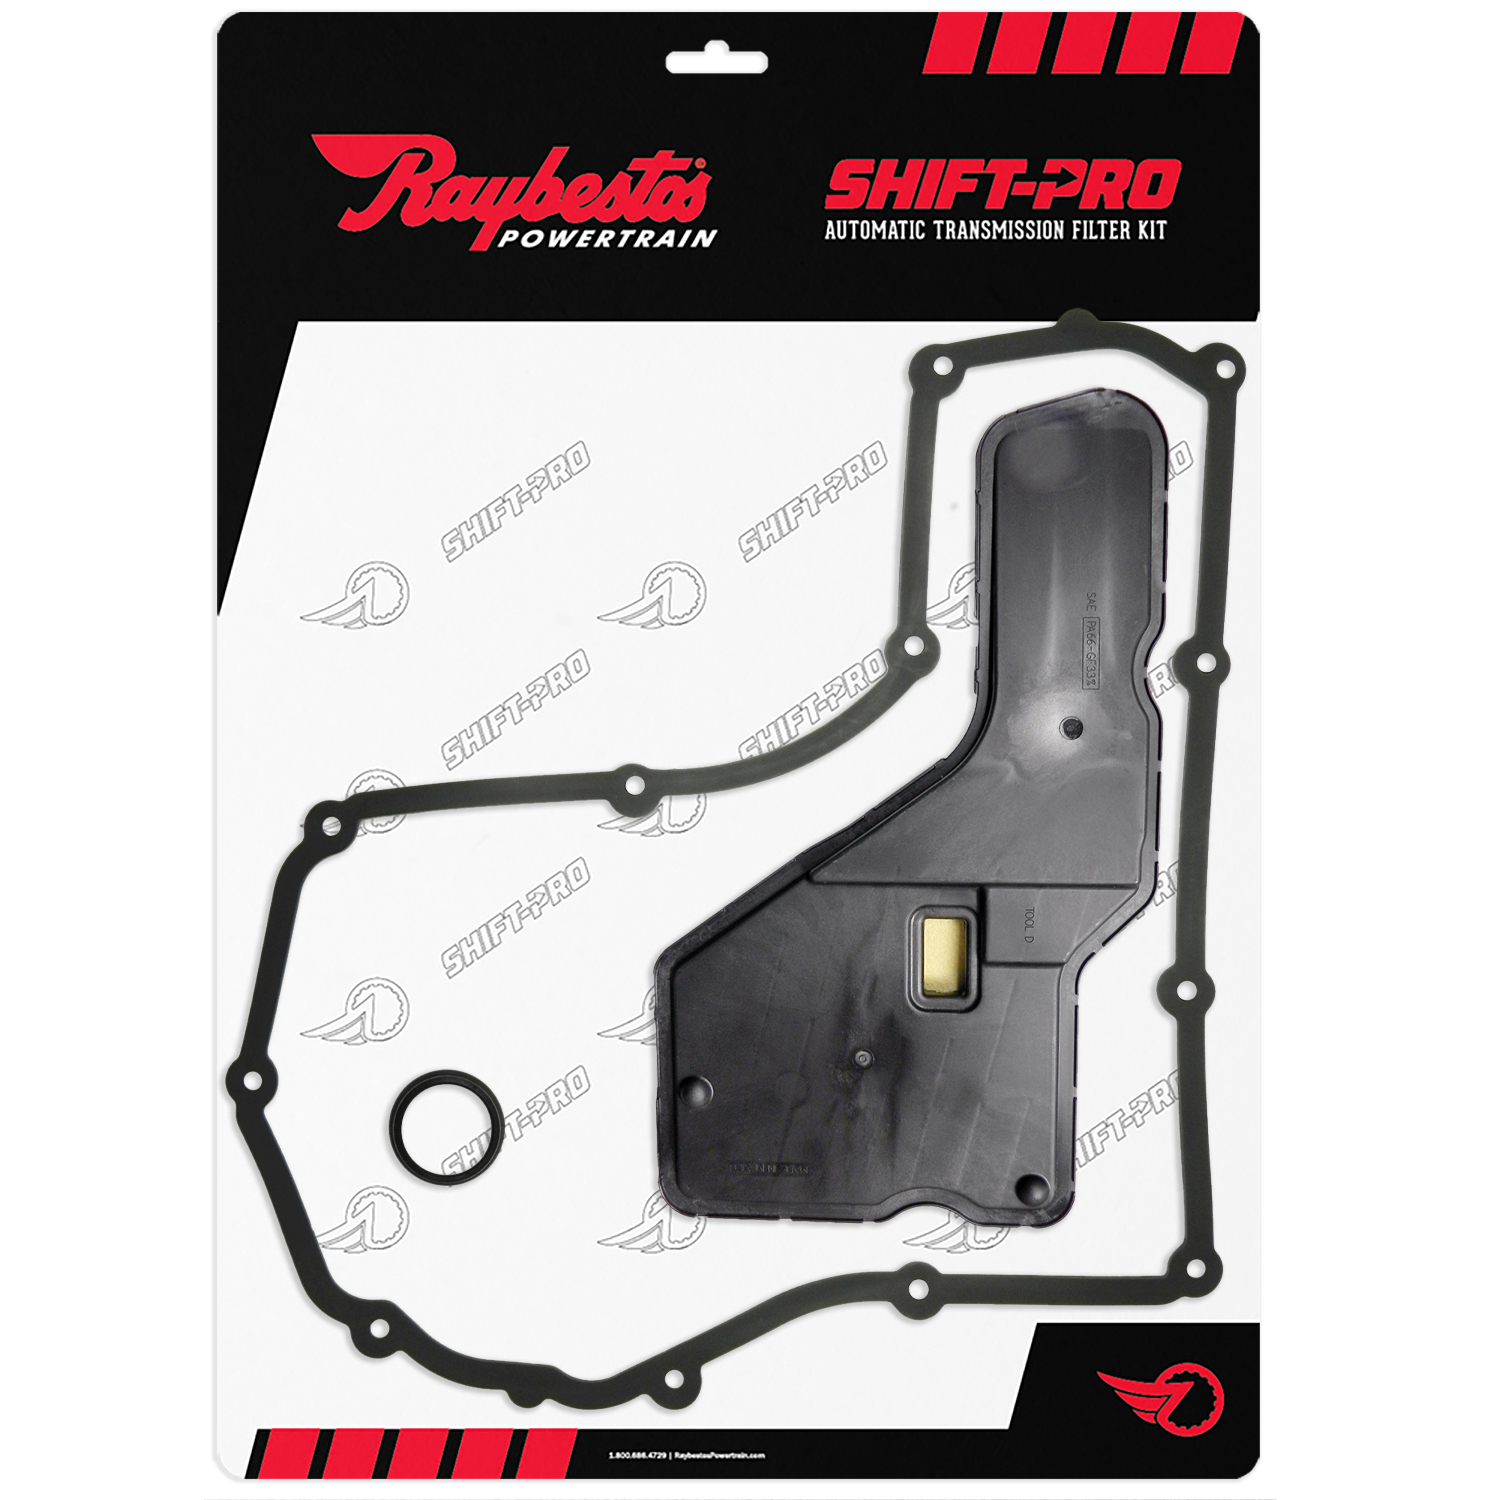 Raybestos®
POWERTRAIN
SHIFT-PRO
AUTOMATIC TRANSMISSION FILTER KIT
SHIFT-PRO
SHIFT-PRO
SHIFT-PRO
SHIFT-PRO
SAE PA66-GF33%
SHIFT-PRO
TOOL D
SHIFT-PRO
1.800.686.4729 | RaybestosPowertrain.com